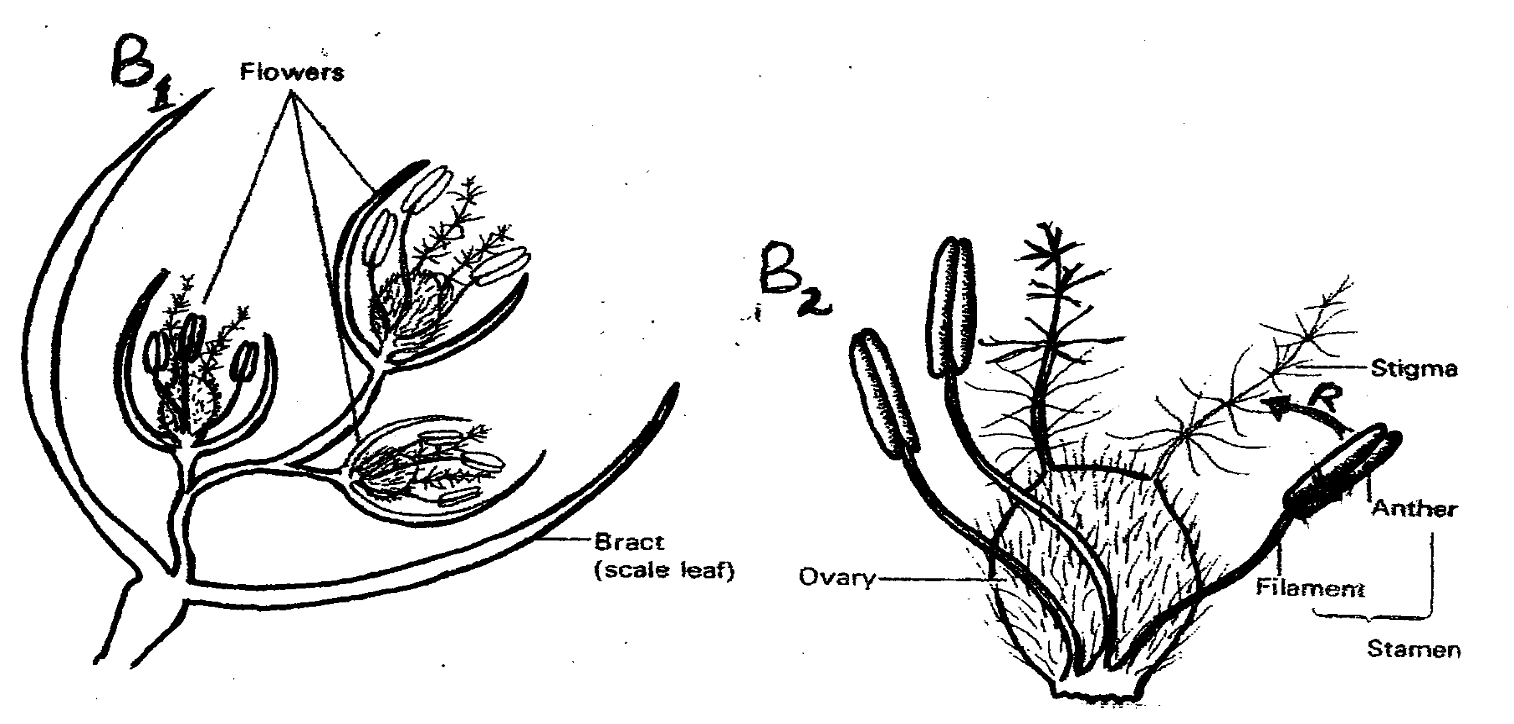 B1
Flowers
Bract
(scale leaf)
B2
Stigma
R
Anther
Ovary
Filament
Stamen